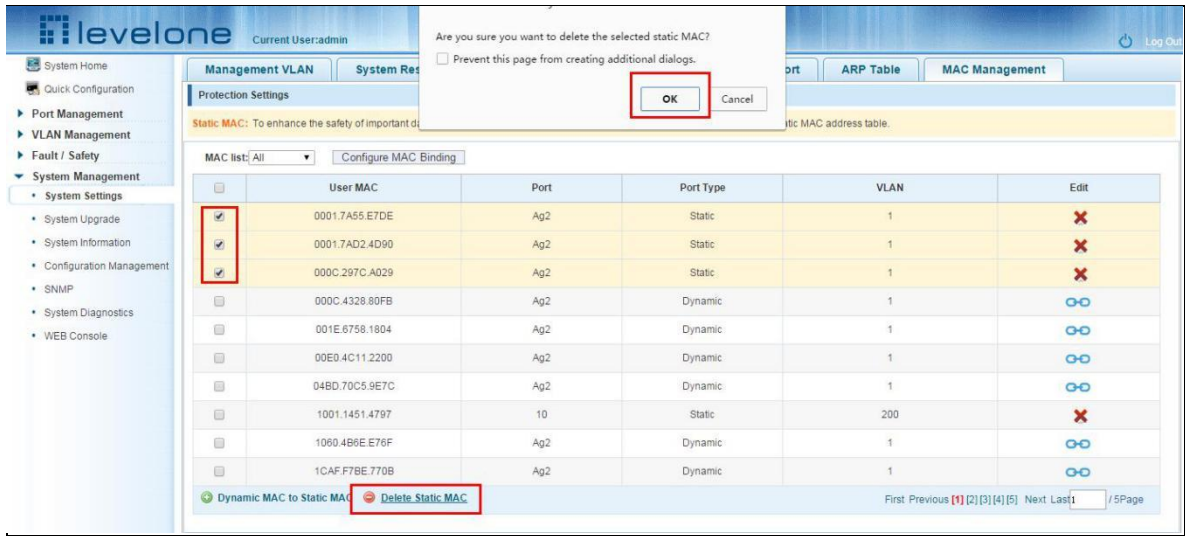 levelone
Current User:admin
Log Out
Are you sure you want to delete the selected static MAC?
Prevent this page from creating additional dialogs.
OK
Cancel
System Home
Quick Configuration
Port Management
VLAN Management
Fault / Safety
System Management
System Settings
System Upgrade
System Information
Configuration Management
SNMP
System Diagnostics
WEB Console
Management VLAN
System Res
ort
ARP Table
MAC Management
Protection Settings
Static MAC: To enhance the safety of important da
atic MAC address table.
MAC list: All
Configure MAC Binding
User MAC Port Port Type VLAN Edit
0001.7A55.E7DE Ag2 Static 1
0001.7AD2.4D90 Ag2 Static 1
000C.297C.A029 Ag2 Static 1
000C.4328.80FB Ag2 Dynamic 1
001E.6758.1804 Ag2 Dynamic 1
00E0.4C11.2200 Ag2 Dynamic 1
04BD.70C5.9E7C Ag2 Dynamic 1
1001.1451.4797 10 Static 200
1060.4B6E.E76F Ag2 Dynamic 1
1CAF.F7BE.770B Ag2 Dynamic 1
Dynamic MAC to Static MAC
Delete Static MAC
First Previous [1] [2] [3] [4] [5] Next Last 1 / 5Page